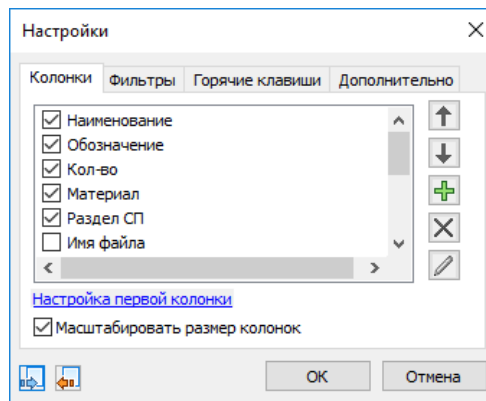 Настройки
Колонки Фильтры Горячие клавиши Дополнительно
Наименование
Обозначение
Кол-во
Материал
Раздел СП
Имя файла
Настройка первой колонки
Масштабировать размер колонок
ОК Отмена